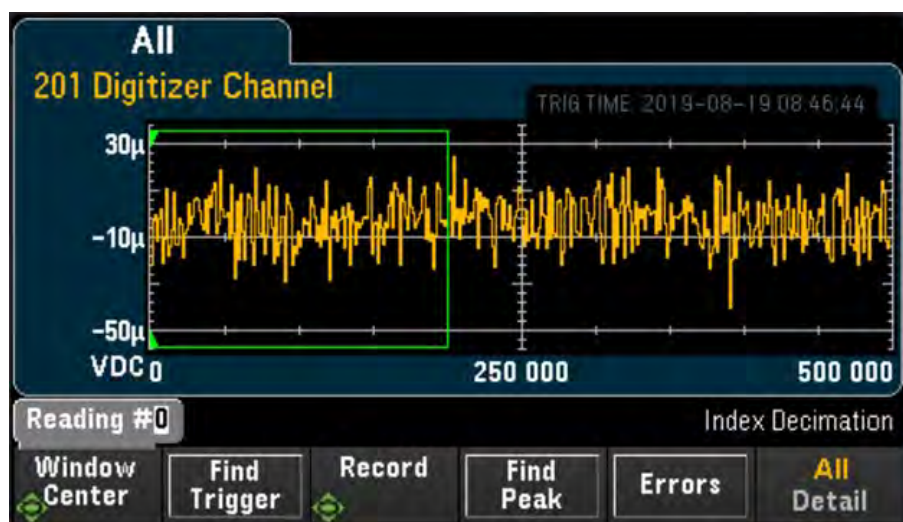 All
201 Digitizer Channel
TRIG TIME: 2019-08-19 08:46:44
30µ
-10µ
-50µ
VDC 0 250 000 500 000
Reading #0
Index Decimation
Window Center
Find Trigger
Record
Find Peak
Errors
All Detail